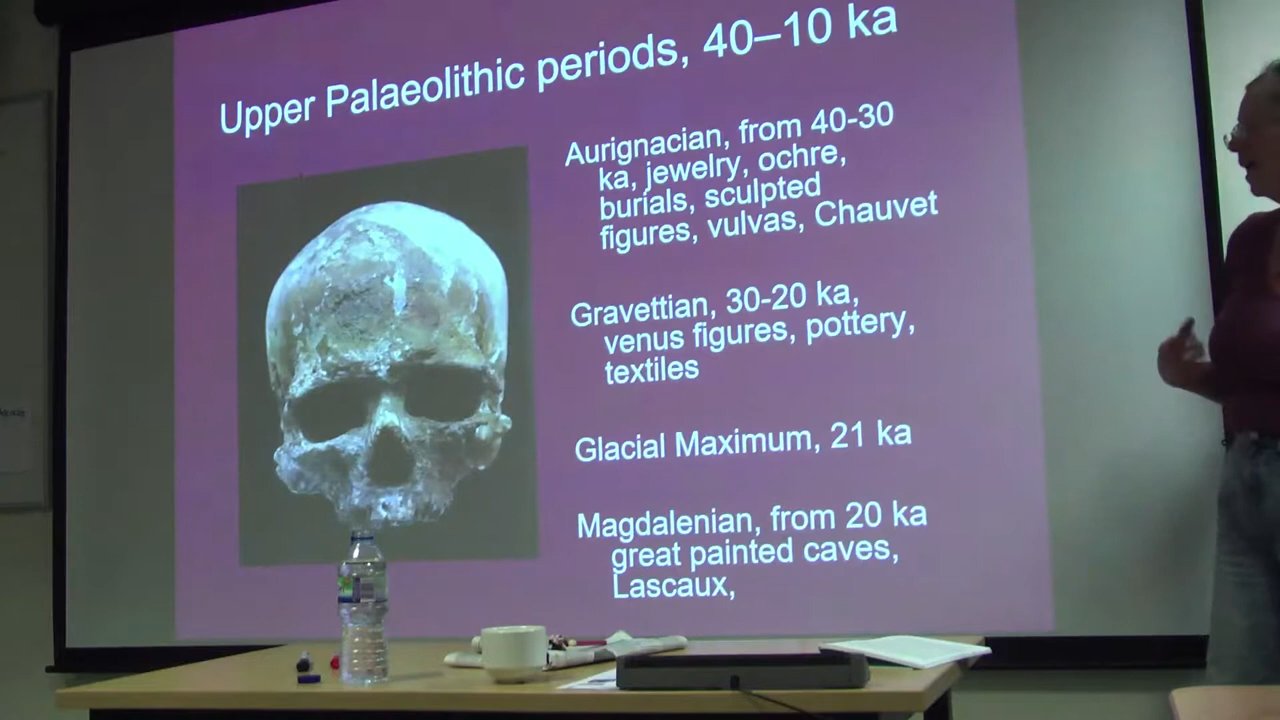 Upper Palaeolithic periods, 40–10 ka
Aurignacian, from 40-30
ka, jewelry, ochre,
burials, sculpted
figures, vulvas, Chauvet
Gravettian, 30-20 ka,
venus figures, pottery,
textiles
Glacial Maximum, 21 ka
Magdalenian, from 20 ka
great painted caves,
Lascaux,